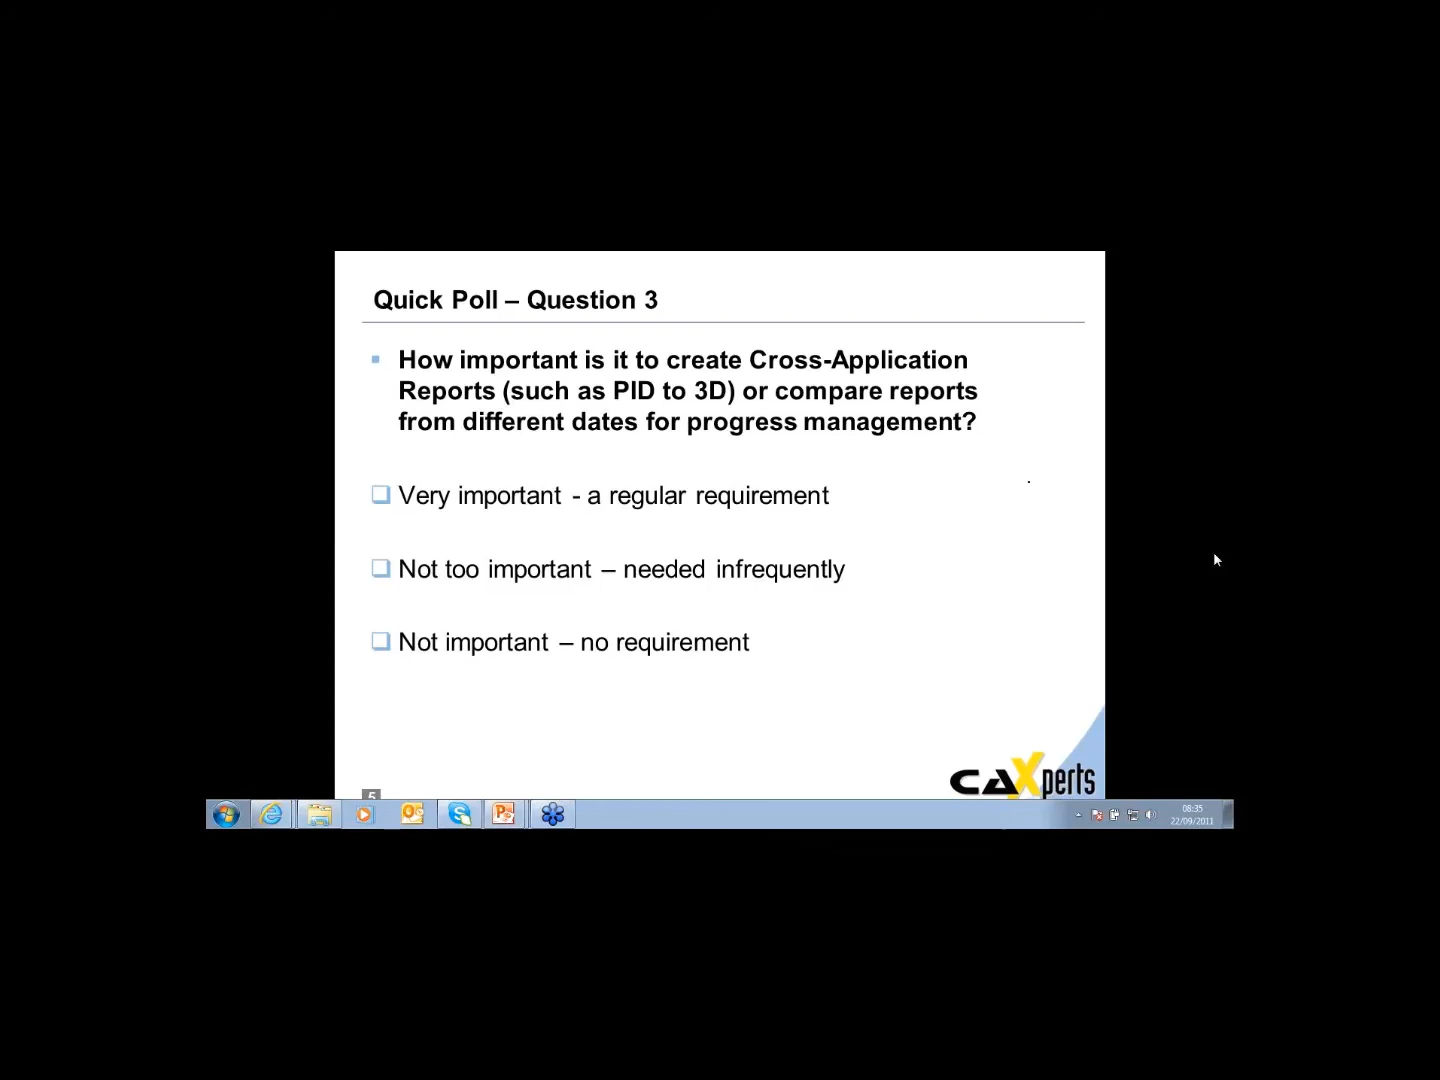 Quick Poll – Question 3
How important is it to create Cross-Application
Reports (such as PID to 3D) or compare reports
from different dates for progress management?
Very important - a regular requirement
Not too important – needed infrequently
Not important – no requirement
caXperts
5
08:35
22/09/2011